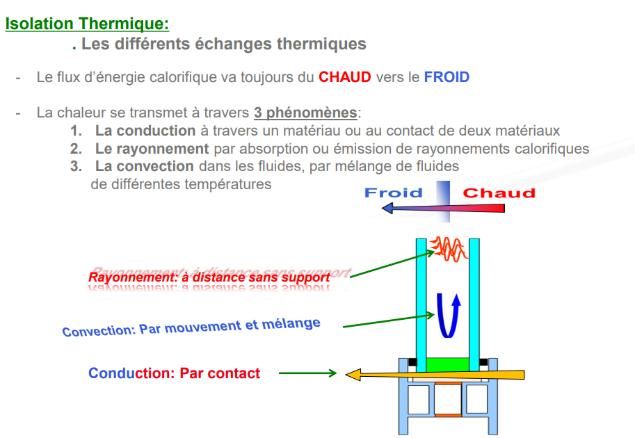 Isolation Thermique:
. Les différents échanges thermiques
- Le flux d'énergie calorifique va toujours du CHAUD vers le FROID
- La chaleur se transmet à travers 3 phénomènes:
1. La conduction à travers un matériau ou au contact de deux matériaux
2. Le rayonnement par absorption ou émission de rayonnements calorifiques
3. La convection dans les fluides, par mélange de fluides
de différentes températures
Froid Chaud
Rayonnement: à distance sans support
Convection: Par mouvement et mélange
Conduction: Par contact